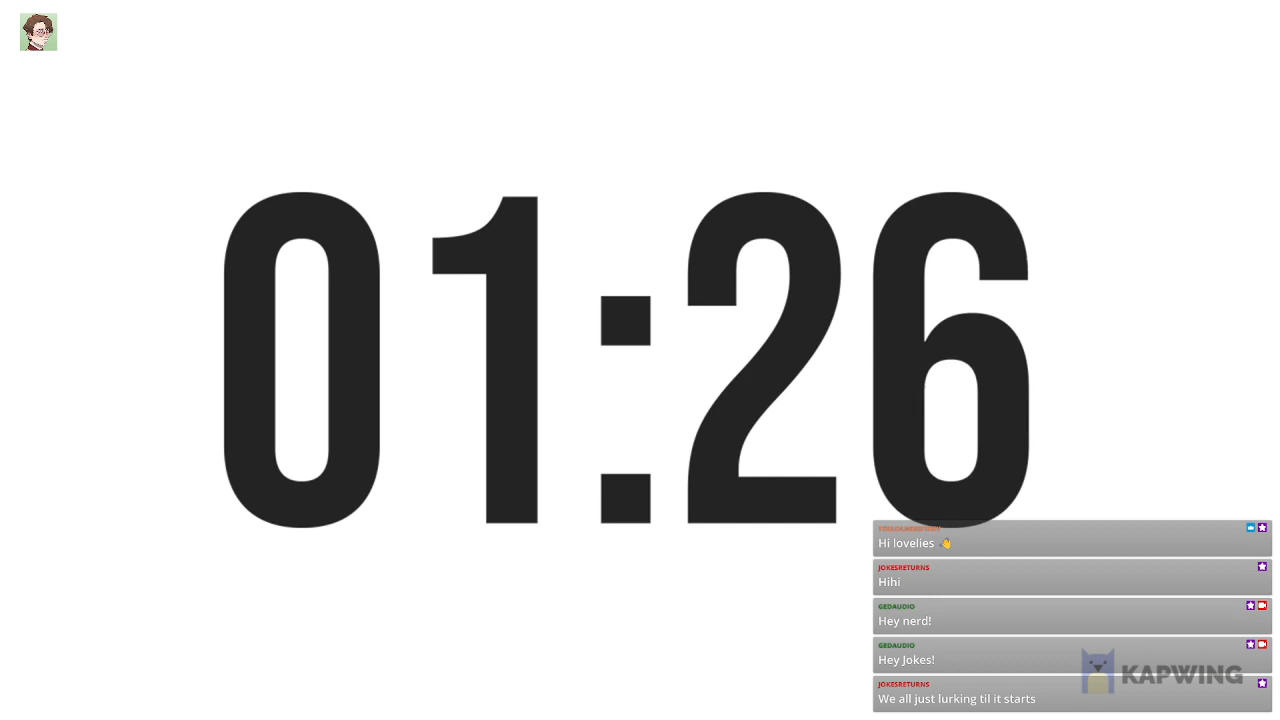 01:26
Hi lovelies 👋
JOKESRETURNS
Hihi
GEDAUDIO
Hey nerd!
GEDAUDIO
Hey Jokes!
KAPWING
JOKESRETURNS
We all just lurking til it starts